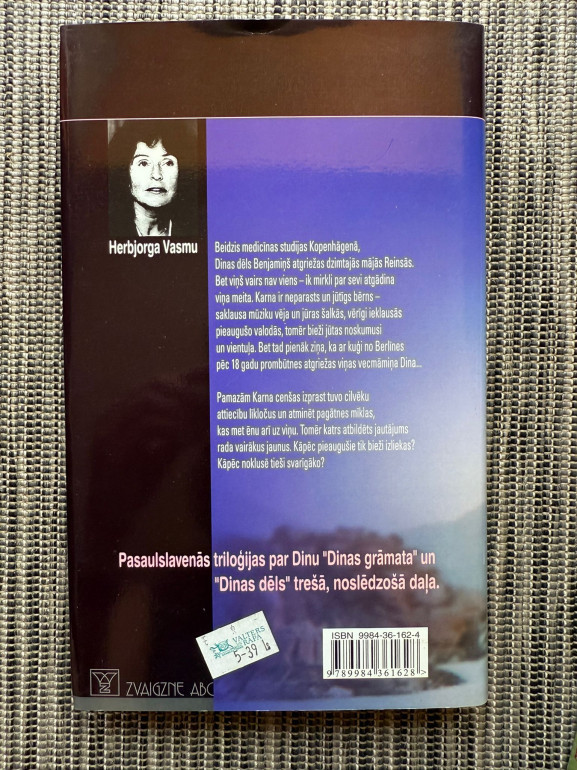 Herbjorga Vasmu
Beidzis medicīnas studijas Kopenhāgenā,
Dinas dēls Benjamiņš atgriežas dzimtajās mājās Reinsās.
Bet viņš vairs nav viens – ik mirkli par sevi atgādina
viņa meita. Karna ir neparasts un jūtīgs bērns –
saklausa mūziku vēja un jūras šalkās, vērīgi ieklausās
pieaugušo valodās, tomēr bieži jūtas noskumusi
un vientuļa. Bet tad pienāk ziņa, ka ar kuģi no Berlīnes
pēc 18 gadu prombūtnes atgriežas viņas vecmāmiņa Dina...
Pamazām Karna cenšas izprast tuvo cilvēku
attiecību līkločus un atminēt pagātnes mīklas,
kas met ēnu arī uz viņu. Tomēr katrs atbildēts jautājums
rada vairākus jaunus. Kāpēc pieaugušie tik bieži izliekas?
Kāpēc noklusē tieši svarīgāko?
Pasaulslavenās triloģijas par Dinu "Dinas grāmata" un
"Dinas dēls" trešā, noslēdzošā daļa.
VALTERS
RAPA
5-39 Ls
ISBN 9984-36-162-4
9 789984 361628 >
ZVAIGZNE ABC